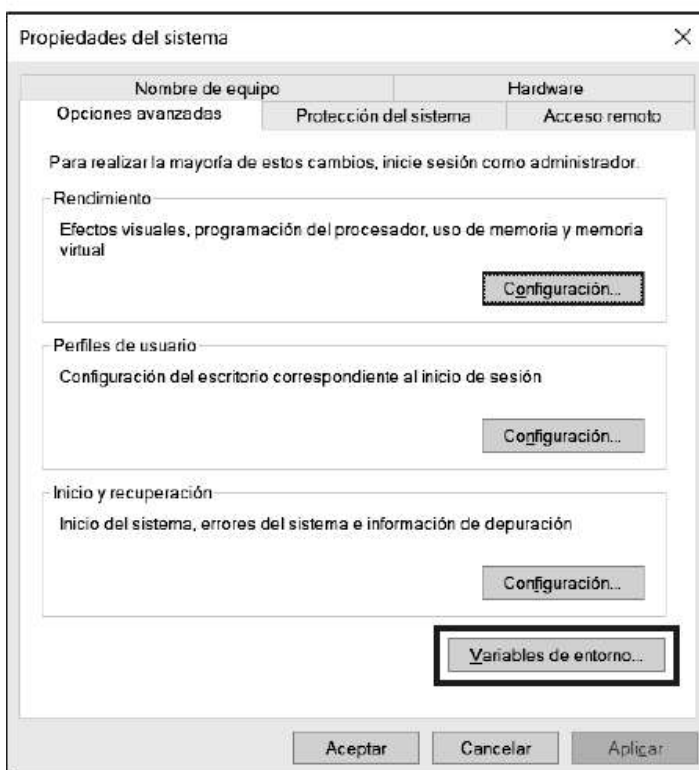 Propiedades del sistema
Nombre de equipo
Hardware
Opciones avanzadas
Protección del sistema
Acceso remoto
Para realizar la mayoría de estos cambios, inicie sesión como administrador.
Rendimiento
Efectos visuales, programación del procesador, uso de memoria y memoria
virtual
Configuración...
Perfiles de usuario
Configuración del escritorio correspondiente al inicio de sesión
Configuración...
Inicio y recuperación
Inicio del sistema, errores del sistema e información de depuración
Configuración...
Variables de entorno...
Aceptar
Cancelar
Aplicar